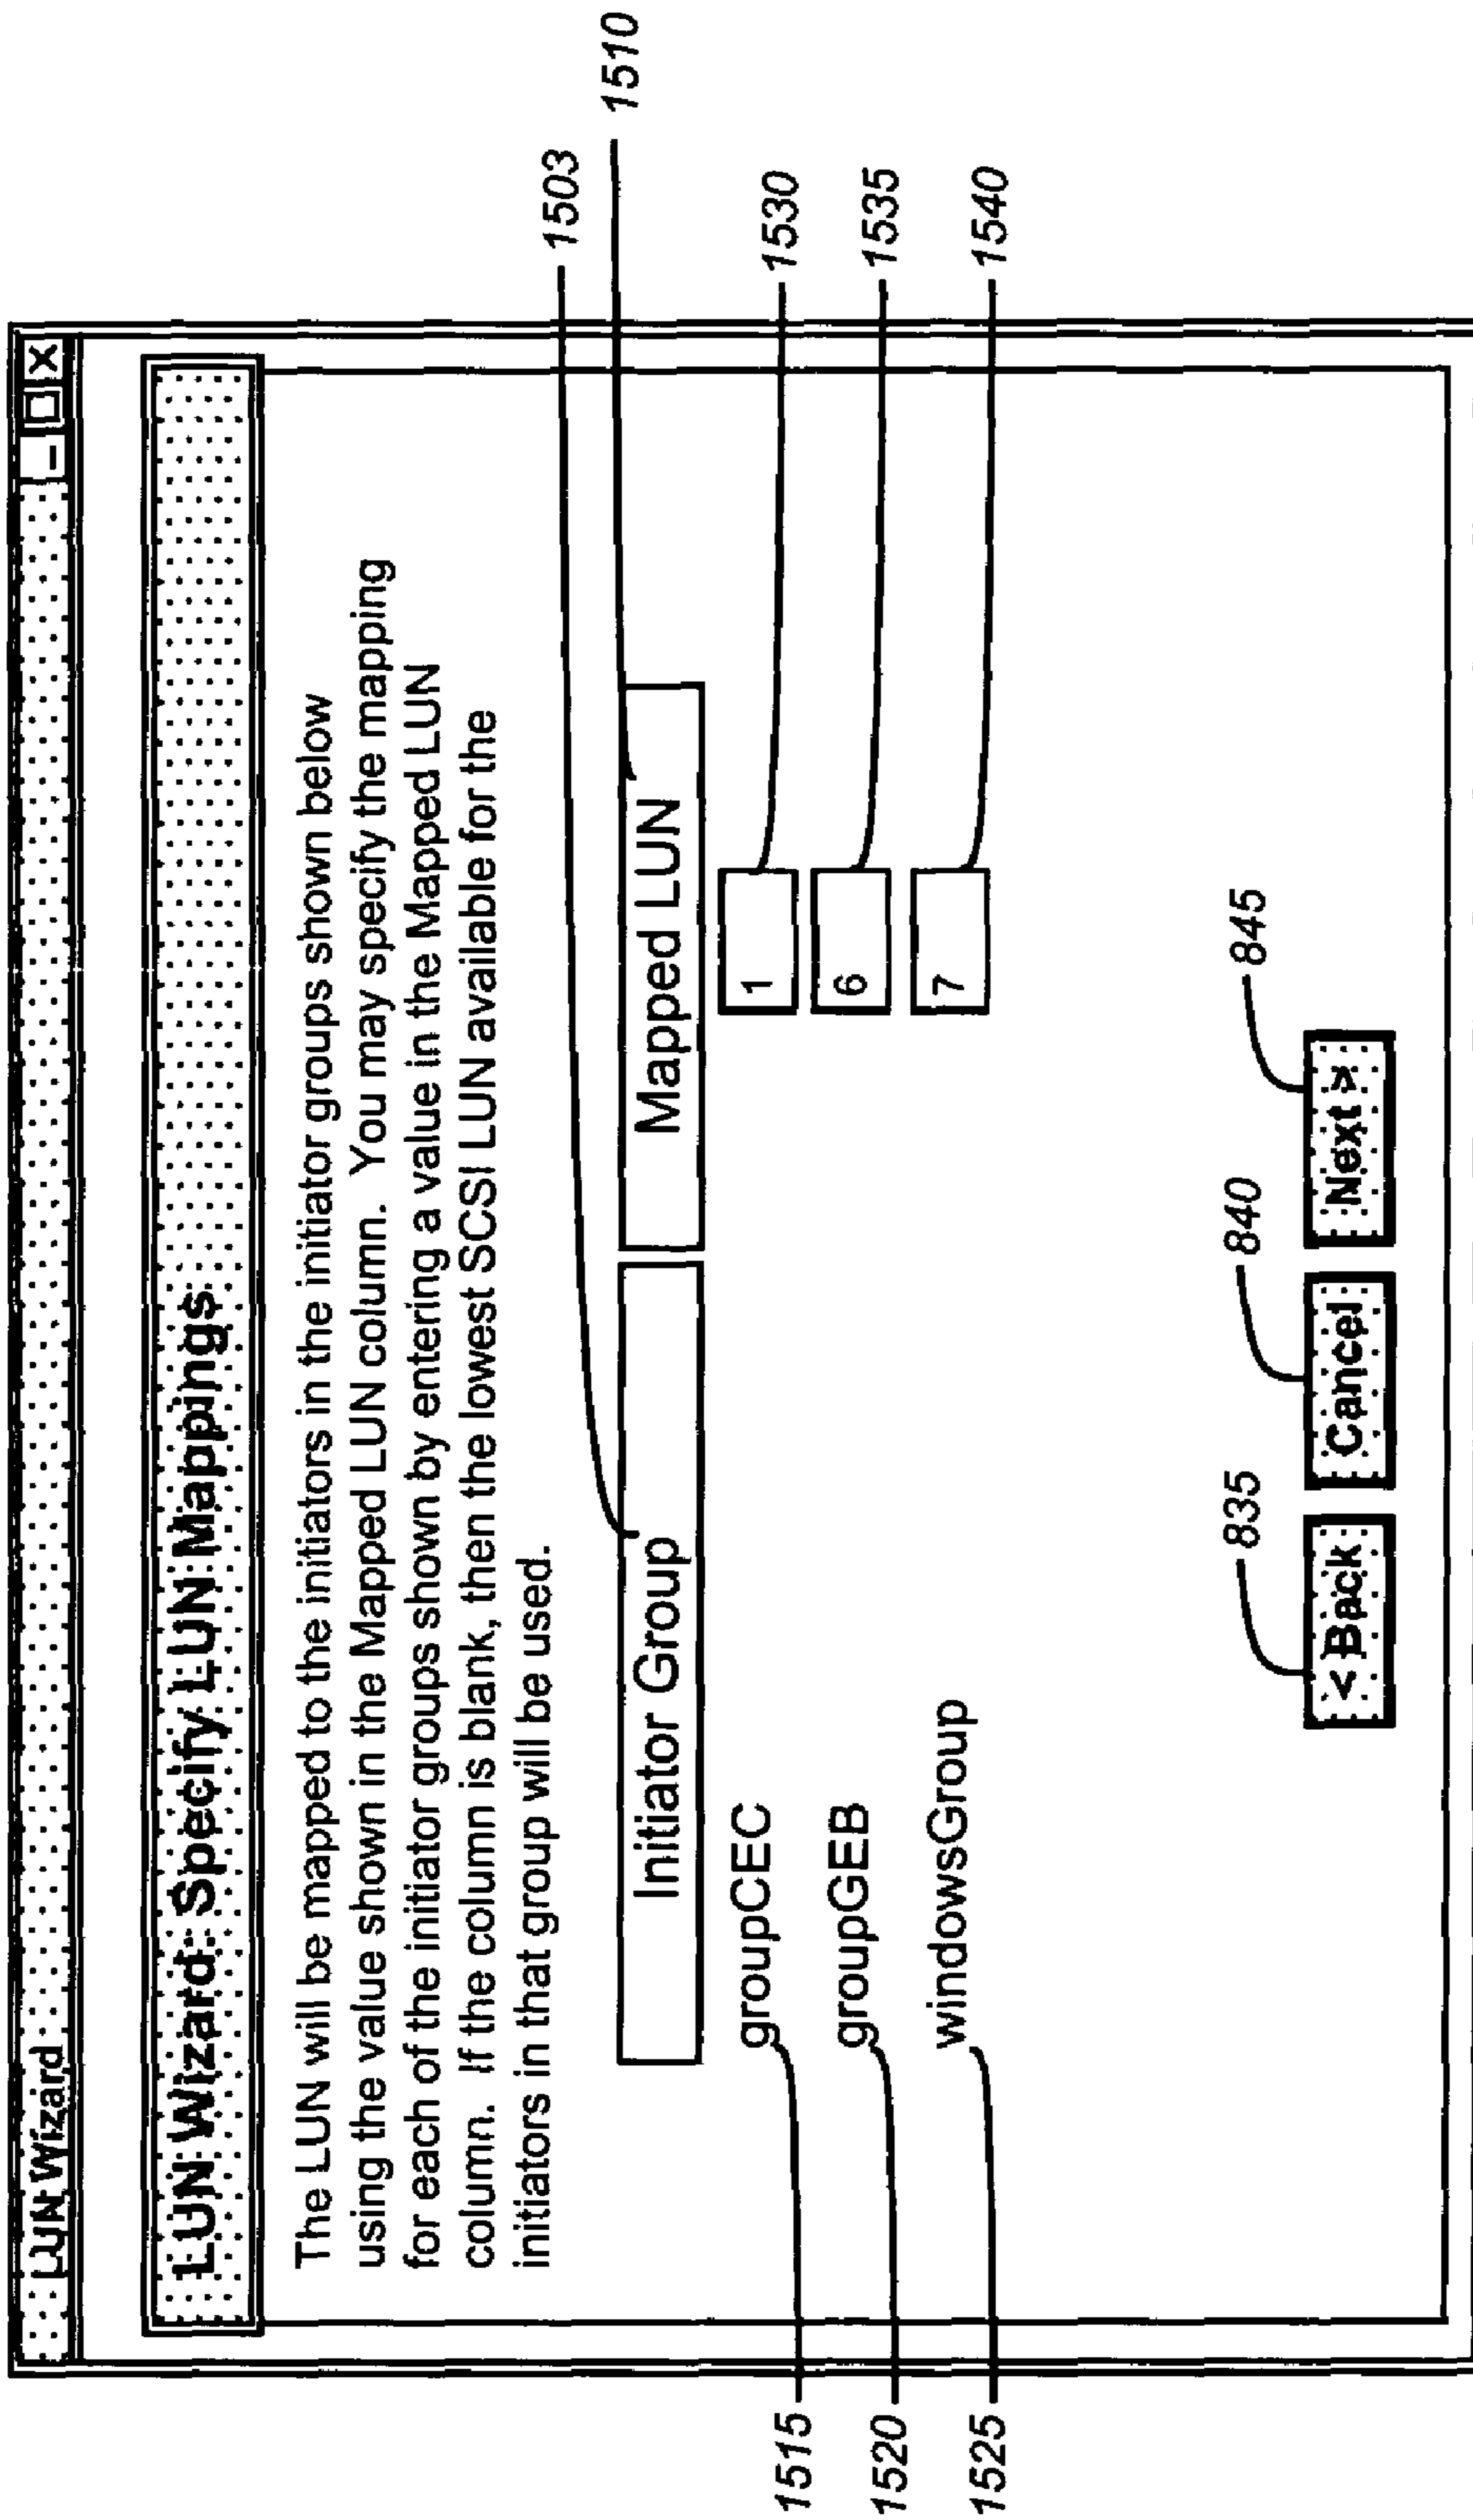 LUN Wizard
LUN Wizard: Specify LUN Mappings
The LUN will be mapped to the initiators in the initiator groups shown below
using the value shown in the Mapped LUN column. You may specify the mapping
for each of the initiator groups shown by entering a value in the Mapped LUN
column. If the column is blank, then the lowest SCSI LUN available for the
initiators in that group will be used.
1503
Initiator Group
Mapped LUN
1510
1515
groupCEC
1
1530
1520
groupGEB
6
1535
1525
windowsGroup
7
1540
835
840
845
< Back
Cancel
Next >